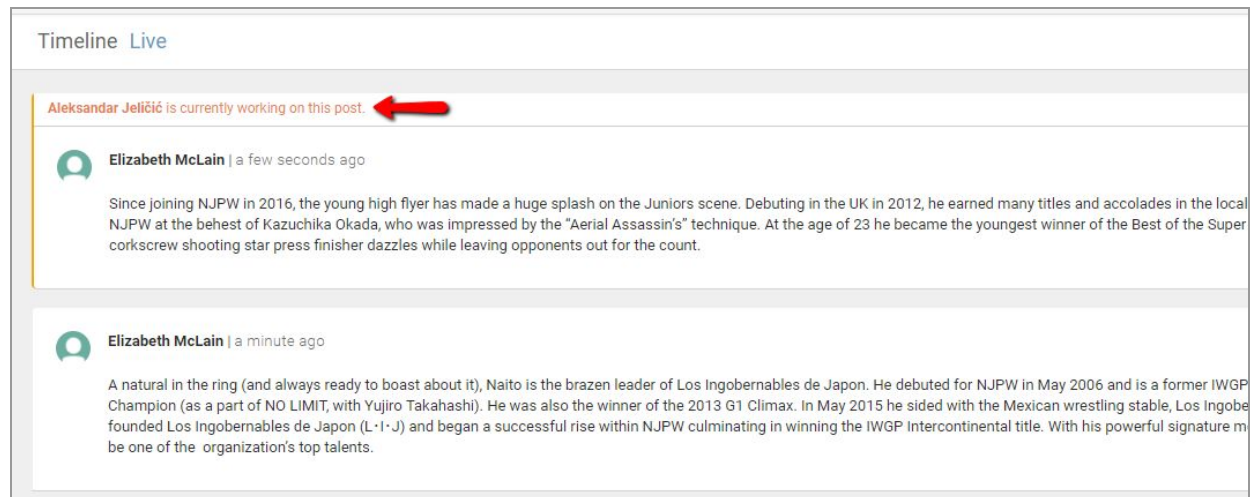 Timeline Live
Aleksandar Jeličić is currently working on this post.
Elizabeth McLain | a few seconds ago
Since joining NJPW in 2016, the young high flyer has made a huge splash on the Juniors scene. Debuting in the UK in 2012, he earned many titles and accolades in the local
NJPW at the behest of Kazuchika Okada, who was impressed by the “Aerial Assassin’s” technique. At the age of 23 he became the youngest winner of the Best of the Super
corkscrew shooting star press finisher dazzles while leaving opponents out for the count.
Elizabeth McLain | a minute ago
A natural in the ring (and always ready to boast about it), Naito is the brazen leader of Los Ingobernables de Japon. He debuted for NJPW in May 2006 and is a former IWGP
Champion (as a part of NO LIMIT, with Yujiro Takahashi). He was also the winner of the 2013 G1 Climax. In May 2015 he sided with the Mexican wrestling stable, Los
founded Los Ingobernables de Japon (L·I·J) and began a successful rise within NJPW culminating in winning the IWGP Intercontinental title. With his powerful signature
be one of the organization’s top talents.